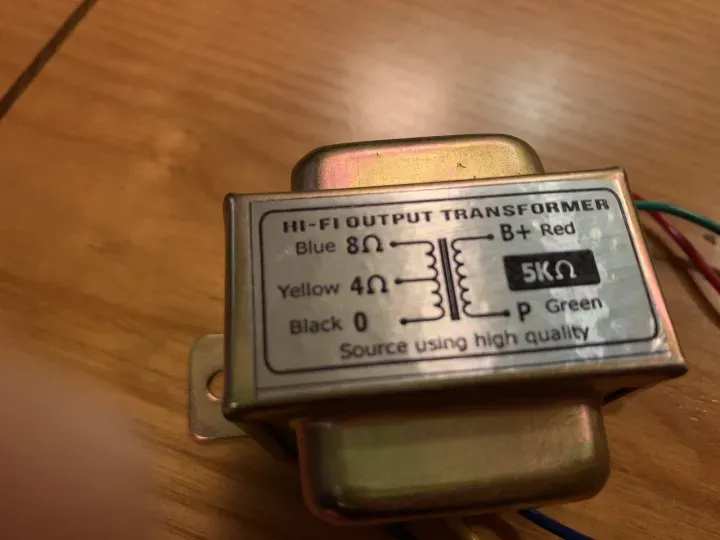 HI-FI OUTPUT TRANSFORMER
Blue 8Ω B+ Red
Yellow 4Ω 5KΩ
Black 0 P Green
Source using high quality